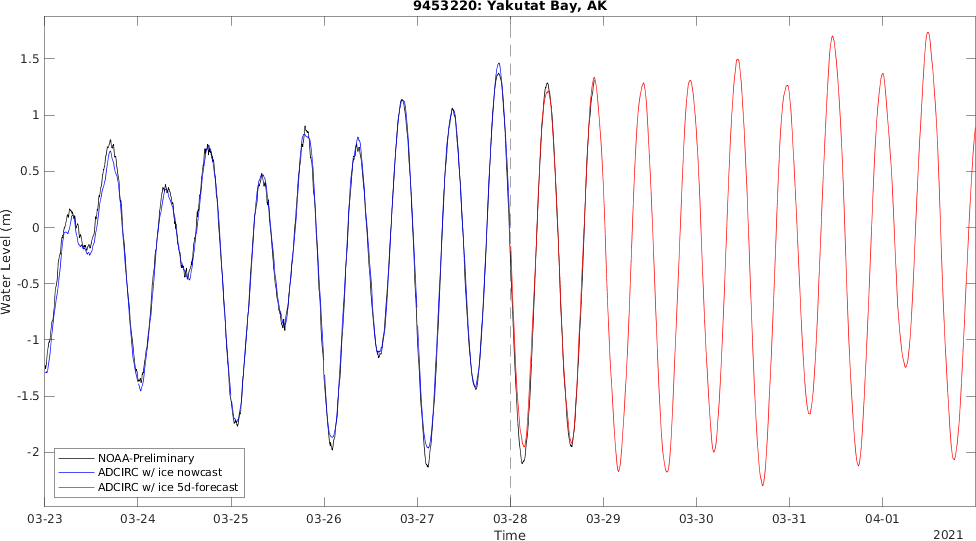 9453220: Yakutat Bay, AK
Water Level (m)
1.5
1
0.5
0
-0.5
-1
-1.5
-2
NOAA-Preliminary
ADCIRC w/ ice nowcast
ADCIRC w/ ice 5d-forecast
03-23 03-24 03-25 03-26 03-27 03-28 03-29 03-30 03-31 04-01
Time
2021